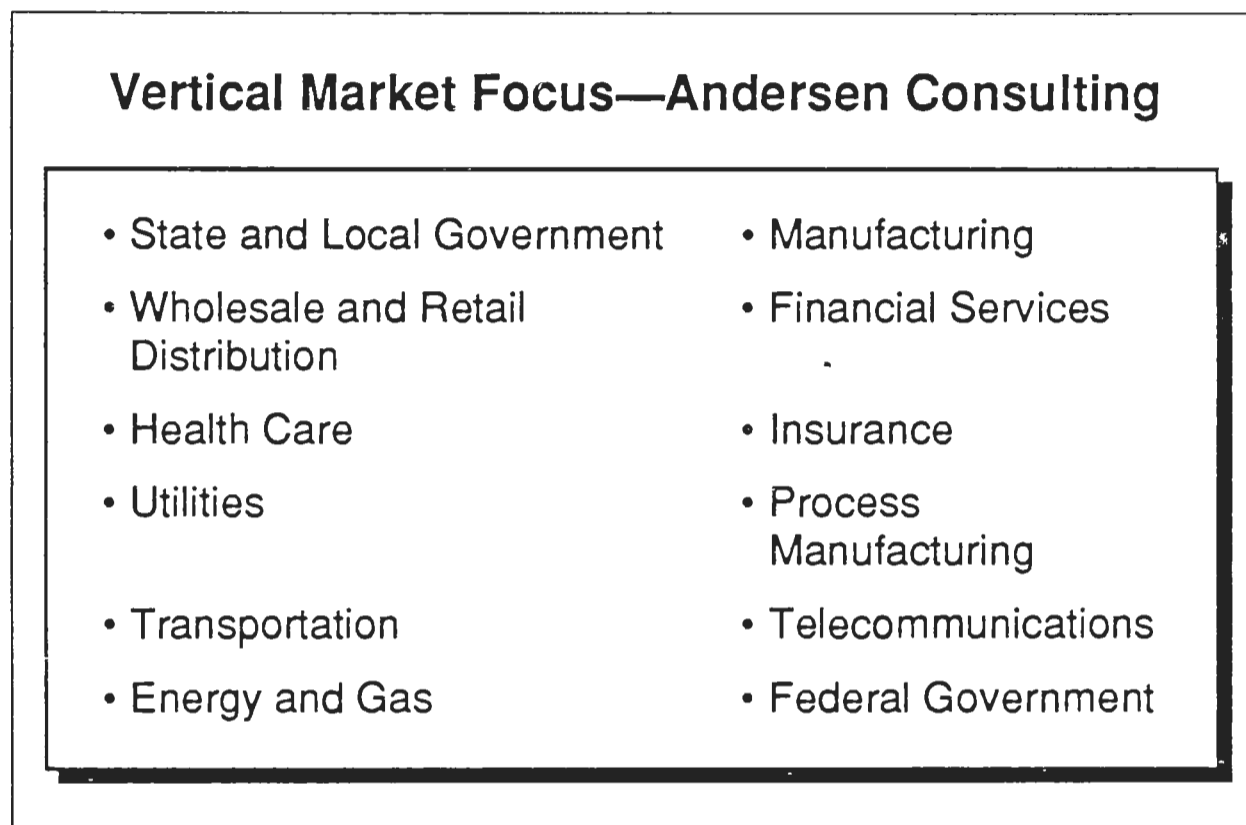 Vertical Market Focus—Andersen Consulting
• State and Local Government
• Wholesale and Retail
Distribution
• Health Care
• Utilities
• Transportation
• Energy and Gas
• Manufacturing
• Financial Services
• Insurance
• Process
Manufacturing
• Telecommunications
• Federal Government